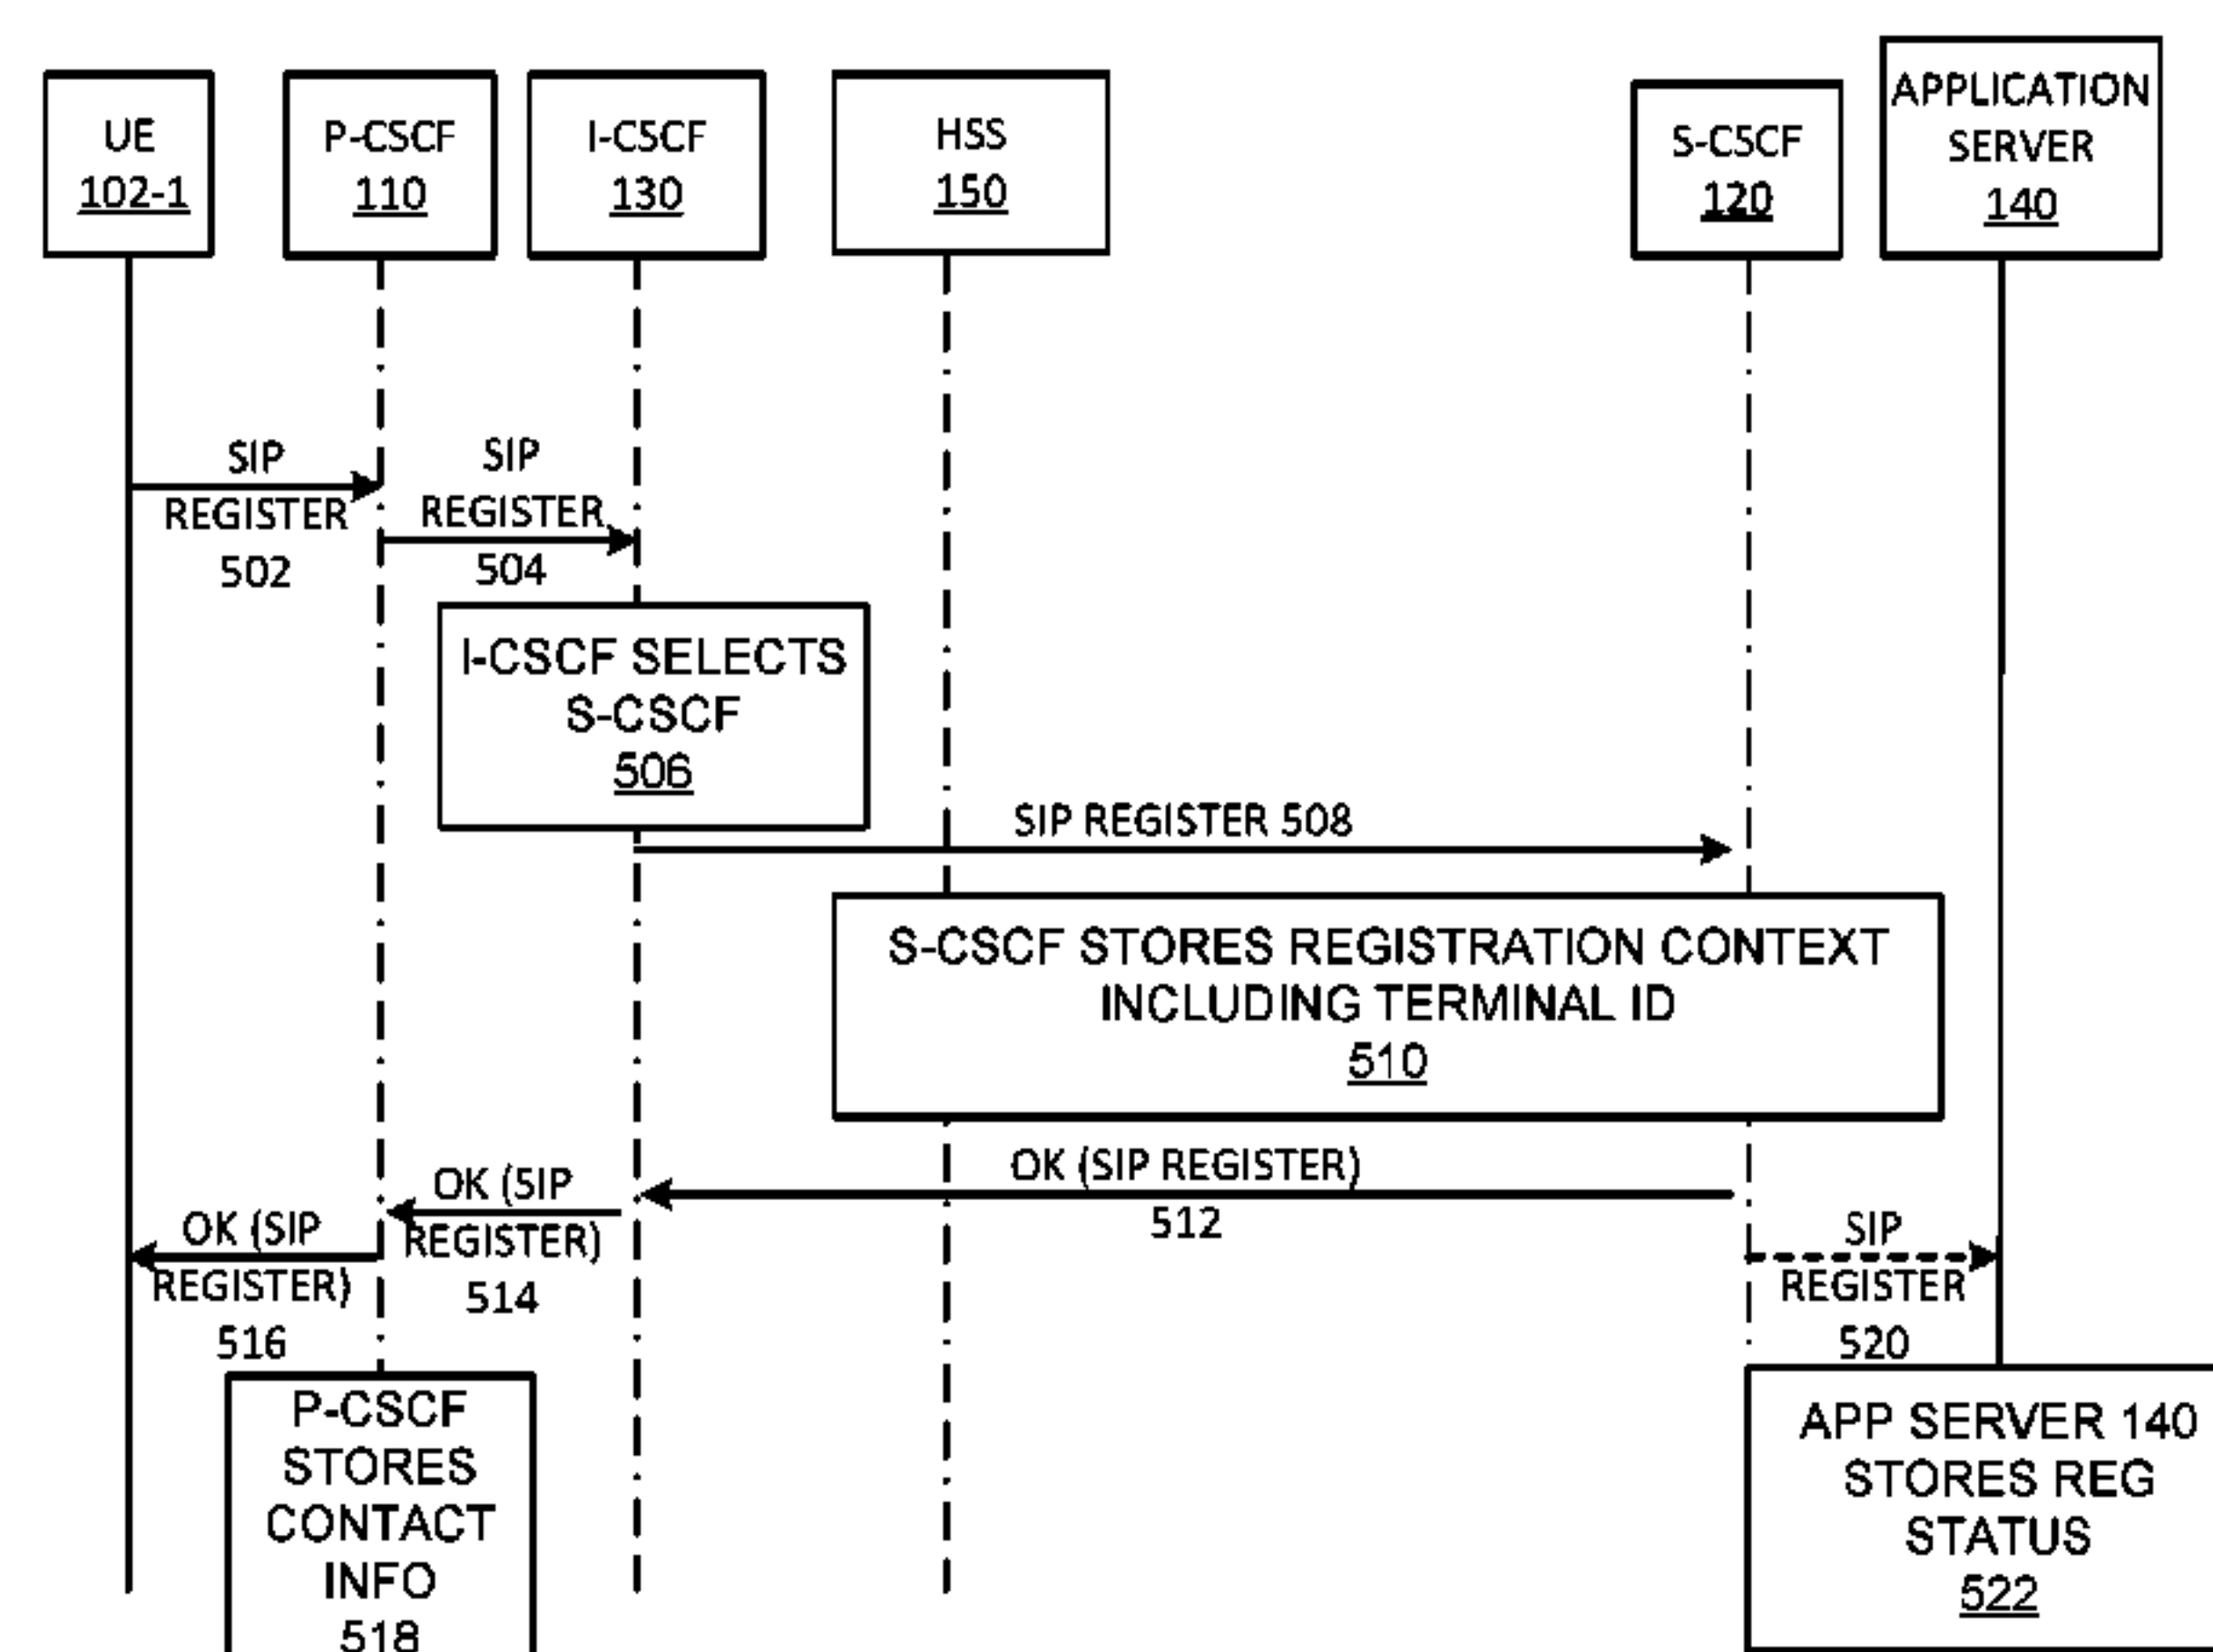 UE
102-1
P-CSCF
110
I-CSCF
130
HSS
150
S-CSCF
120
APPLICATION
SERVER
140
SIP
REGISTER
502
SIP
REGISTER
504
I-CSCF SELECTS
S-CSCF
506
SIP REGISTER 508
S-CSCF STORES REGISTRATION CONTEXT
INCLUDING TERMINAL ID
510
OK (SIP REGISTER)
512
OK (SIP
REGISTER)
514
OK (SIP
REGISTER)
516
SIP
REGISTER
520
P-CSCF
STORES
CONTACT
INFO
518
APP SERVER 140
STORES REG
STATUS
522